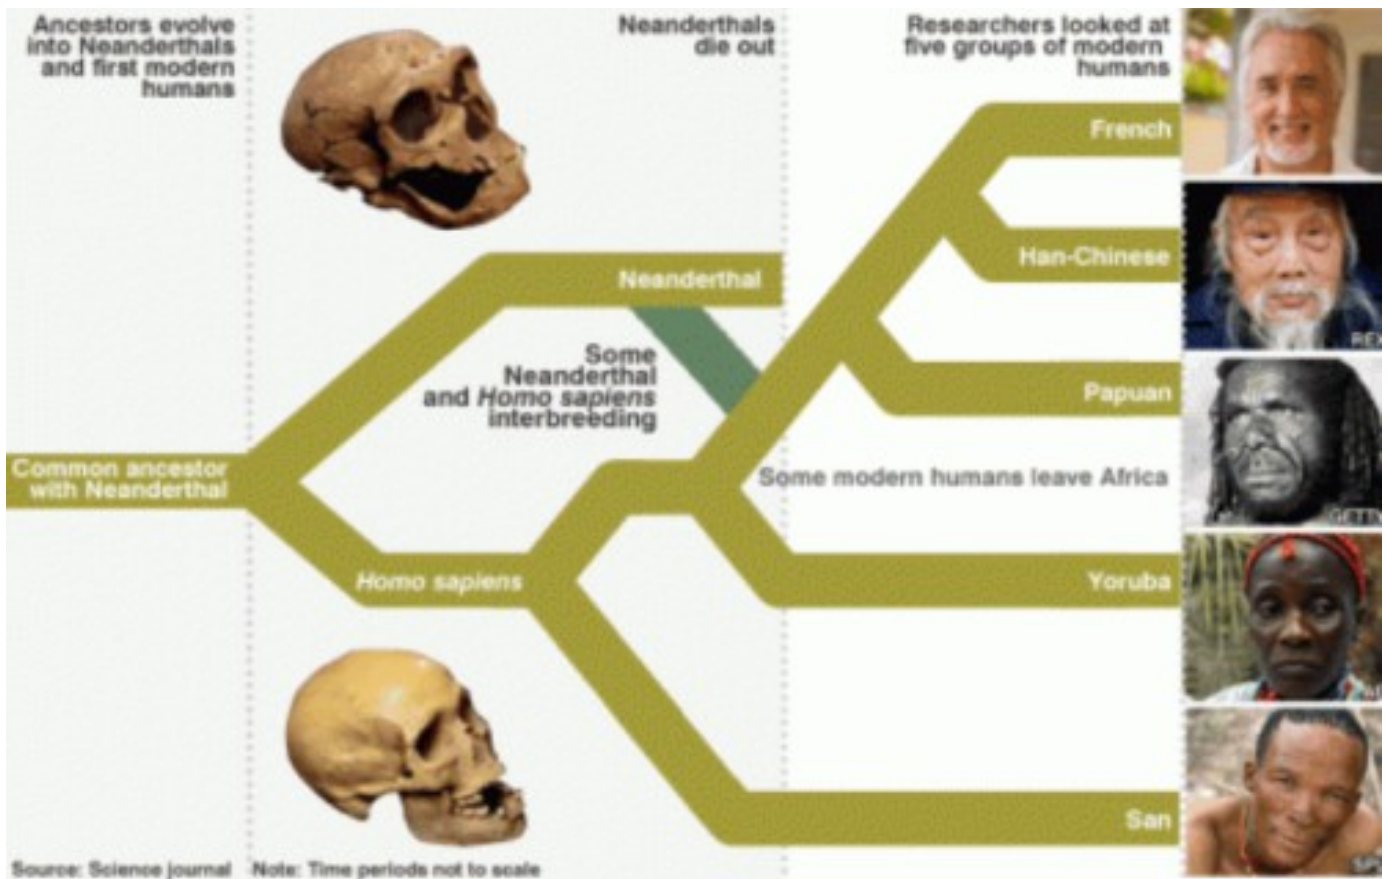 Ancestors evolve
into Neanderthals
and first modern
humans
Neanderthals
die out
Researchers looked at
five groups of modern
humans
French
Han-Chinese
Neanderthal
Some
Neanderthal
and Homo sapiens
interbreeding
Papuan
Common ancestor
with Neanderthal
Some modern humans leave Africa
Homo sapiens
Yoruba
San
REX
GETTY
SPL
Source: Science journal
Note: Time periods not to scale